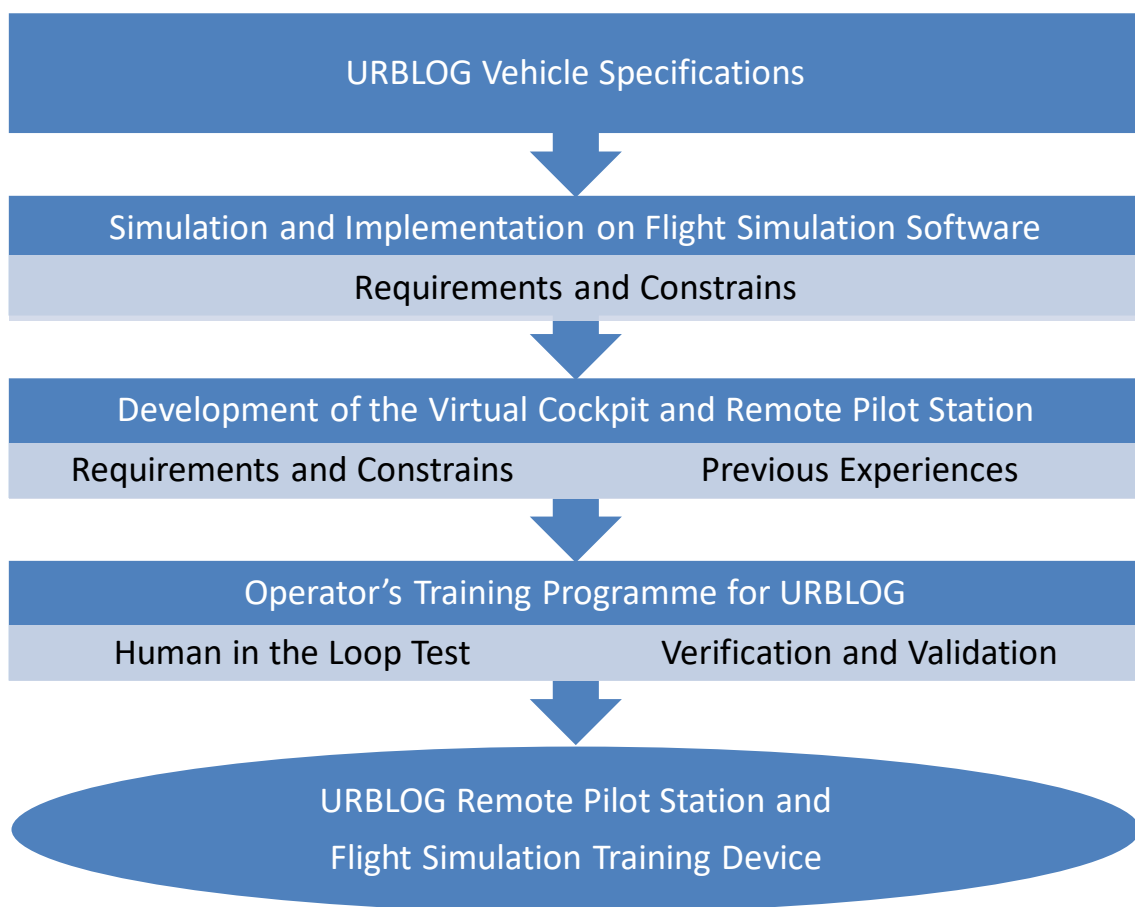 URBLOG Vehicle Specifications
Simulation and Implementation on Flight Simulation Software
Requirements and Constrains
Development of the Virtual Cockpit and Remote Pilot Station
Requirements and Constrains
Previous Experiences
Operator’s Training Programme for URBLOG
Human in the Loop Test
Verification and Validation
URBLOG Remote Pilot Station and
Flight Simulation Training Device